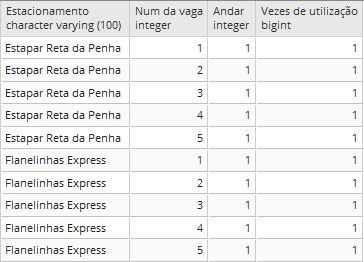 Estacionamento Num da vaga Andar Vezes de utilização
character varying (100) integer integer bigint
Estapar Reta da Penha 1 1 1
Estapar Reta da Penha 2 1 1
Estapar Reta da Penha 3 1 1
Estapar Reta da Penha 4 1 1
Estapar Reta da Penha 5 1 1
Flanelinhas Express 1 1 1
Flanelinhas Express 2 1 1
Flanelinhas Express 3 1 1
Flanelinhas Express 4 1 1
Flanelinhas Express 5 1 1